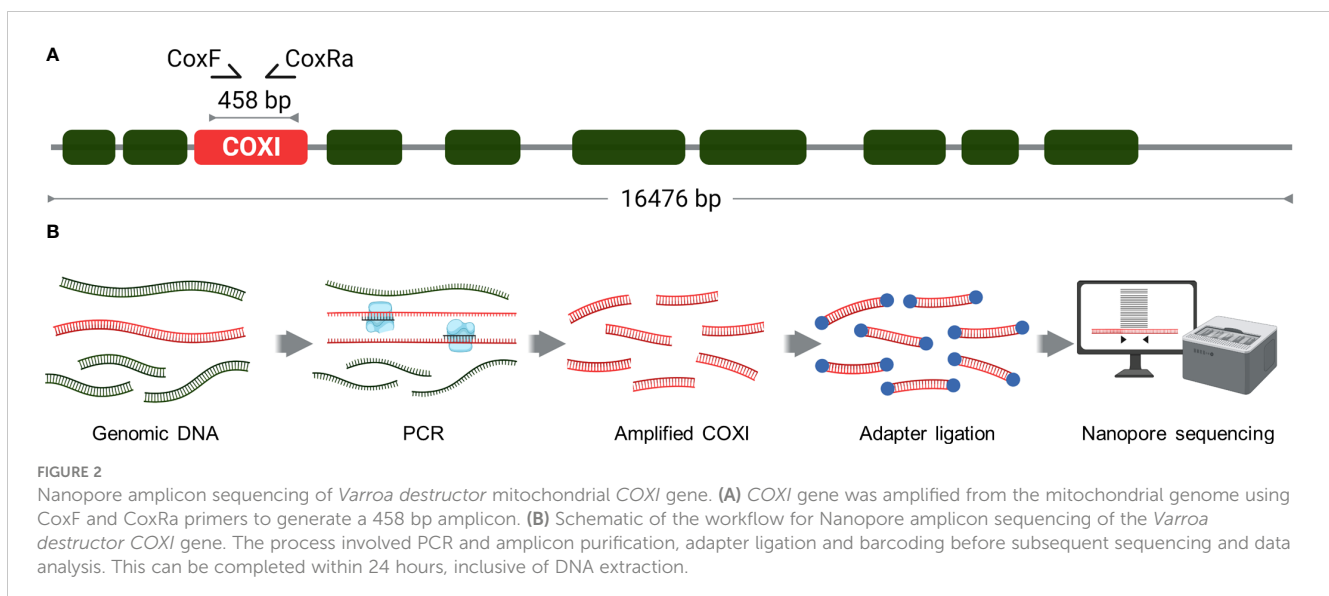 A
CoxF
CoxRa
458 bp
COXI
16476 bp
B
Genomic DNA
PCR
Amplified COXI
Adapter ligation
Nanopore sequencing
FIGURE 2
Nanopore amplicon sequencing of Varroa destructor mitochondrial COXI gene. (A) COXI gene was amplified from the mitochondrial genome using
CoxF and CoxRa primers to generate a 458 bp amplicon. (B) Schematic of the workflow for Nanopore amplicon sequencing of the Varroa
destructor COXI gene. The process involved PCR and amplicon purification, adapter ligation and barcoding before subsequent sequencing and data
analysis. This can be completed within 24 hours, inclusive of DNA extraction.